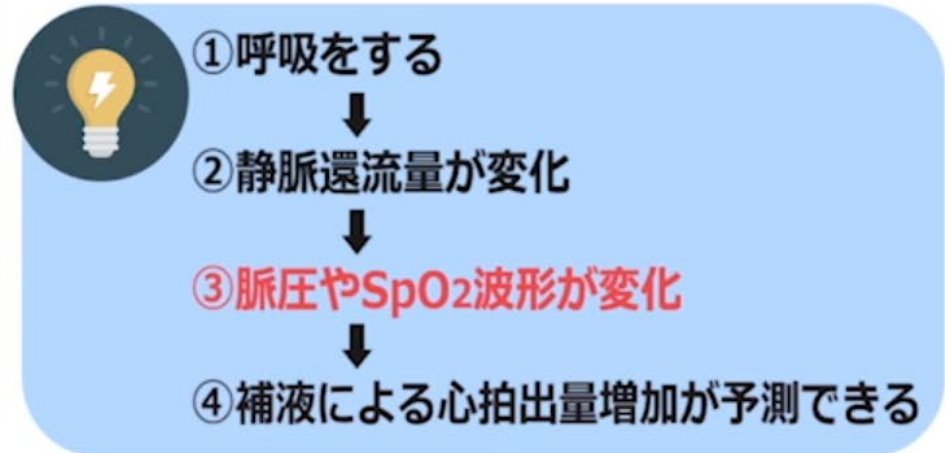 ①呼吸をする
②静脈還流量が変化
③脈圧やSpO2波形が変化
④補液による心拍出量増加が予測できる